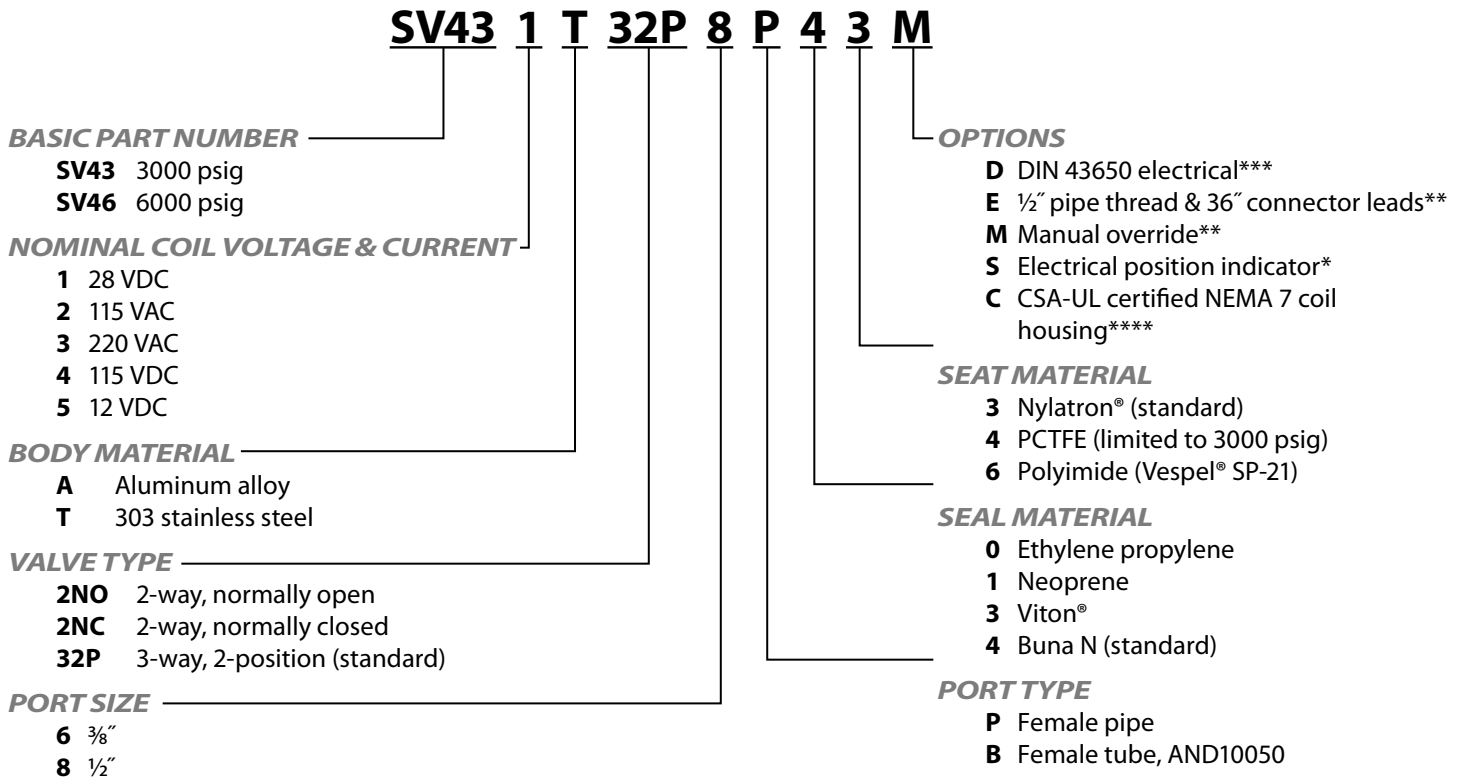 SV43 1 T 32P 8 P 4 3 M
BASIC PART NUMBER
SV43 3000 psig
SV46 6000 psig
NOMINAL COIL VOLTAGE & CURRENT
1 28 VDC
2 115 VAC
3 220 VAC
4 115 VDC
5 12 VDC
BODY MATERIAL
A Aluminum alloy
T 303 stainless steel
VALVE TYPE
2NO 2-way, normally open
2NC 2-way, normally closed
32P 3-way, 2-position (standard)
PORT SIZE
6 ⅜˝
8 ½˝
OPTIONS
D DIN 43650 electrical***
E ½˝ pipe thread & 36˝ connector leads**
M Manual override**
S Electrical position indicator*
C CSA-UL certified NEMA 7 coil
housing****
SEAT MATERIAL
3 Nylatron® (standard)
4 PCTFE (limited to 3000 psig)
6 Polyimide (Vespel® SP-21)
SEAL MATERIAL
0 Ethylene propylene
1 Neoprene
3 Viton®
4 Buna N (standard)
PORT TYPE
P Female pipe
B Female tube, AND10050